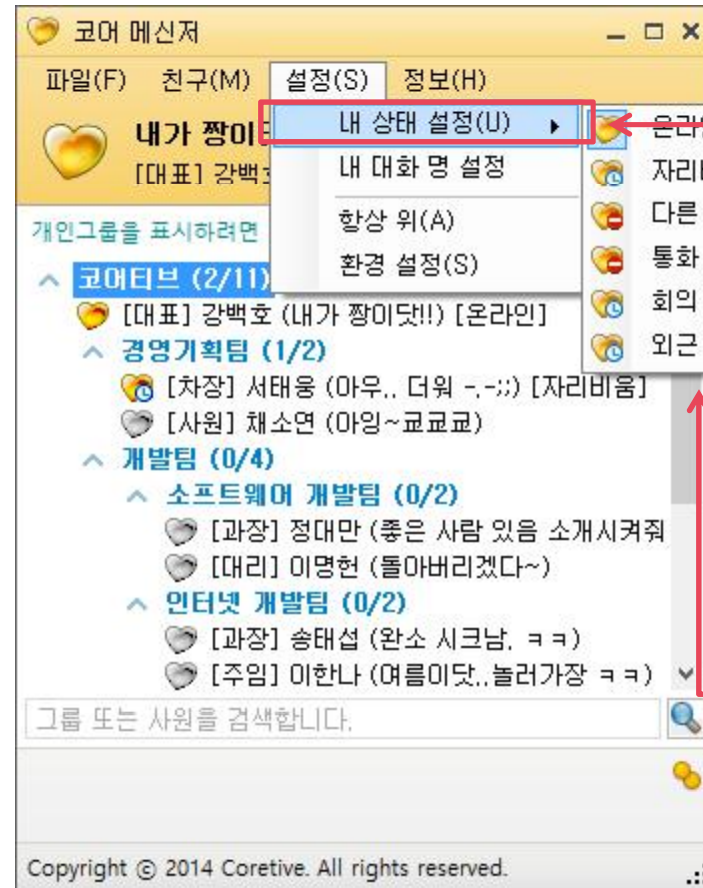 코어 메신저
파일(F) 친구(M) 설정(S) 정보(H)
내 상태 설정(U)
내 대화 명 설정
항상 위(A)
환경 설정(S)
다른
통화
회의
외근
내가
[대표]
개인그룹을 표시하려면
코어티브 (2/11)
[대표] 강백호 (내가 짱이닷!!) [온라인]
경영기획팀 (1/2)
[차장] 서태웅 (아우.. 더워 -,-;;) [자리비움]
[사원] 채소연 (아잉~교교교)
개발팀 (0/4)
소프트웨어 개발팀 (0/2)
[과장] 정대만 (좋은 사람 있음 소개시켜줘
[대리] 이명헌 (돌아버리겠다~)
인터넷 개발팀 (0/2)
[과장] 송태섭 (완소 시크남, ㅋㅋ)
[주임] 이한나 (여름이닷,,놀러가장 ㅋㅋ)
그룹 또는 사원을 검색합니다.
Copyright © 2014 Coretive. All rights reserved.